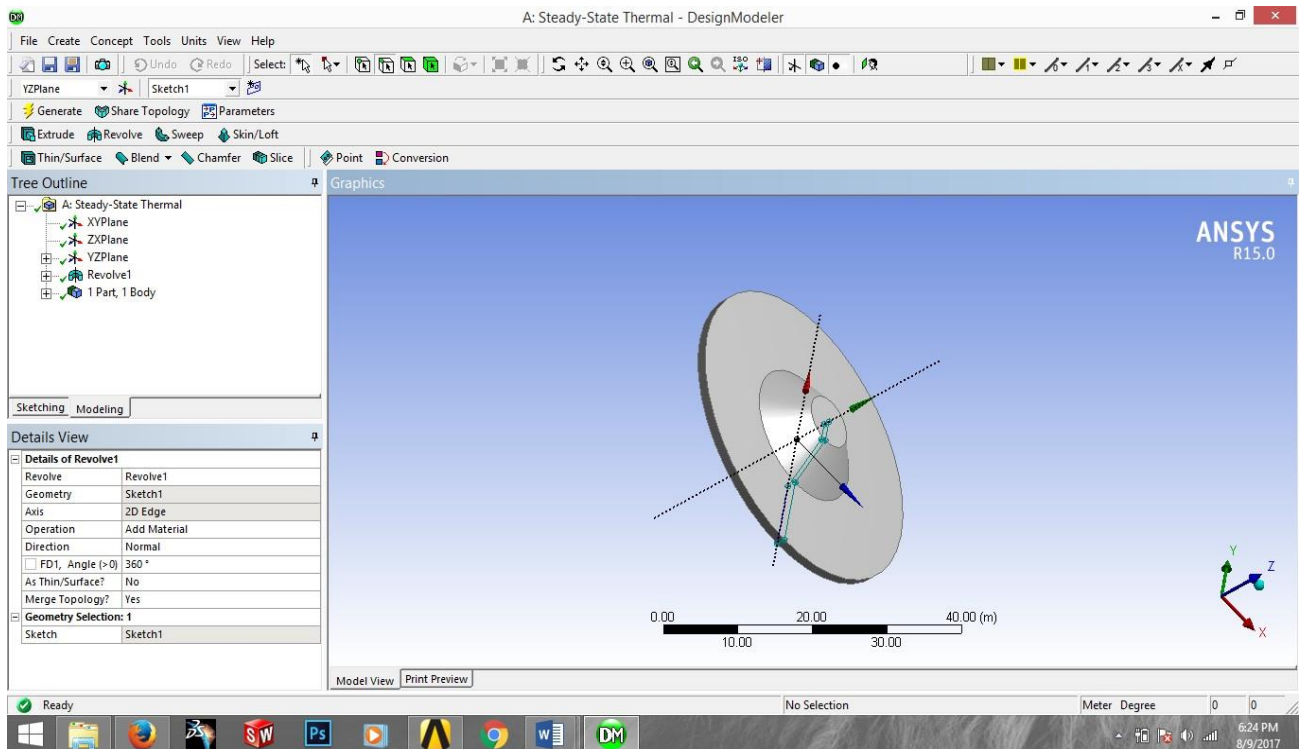 DM
A: Steady-State Thermal - DesignModeler
File Create Concept Tools Units View Help
Undo Redo Select:
ISO
YZPlane Sketch1
Generate Share Topology Parameters
Extrude Revolve Sweep Skin/Loft
Thin/Surface Blend Chamfer Slice Point Conversion
Tree Outline
Graphics
A: Steady-State Thermal
XYPlane
ZXPlane
YZPlane
Revolve1
1 Part, 1 Body
Sketching Modeling
Details View
Details of Revolve1
Revolve Revolve1
Geometry Sketch1
Axis 2D Edge
Operation Add Material
Direction Normal
FD1, Angle (>0) 360 °
As Thin/Surface? No
Merge Topology? Yes
Geometry Selection: 1
Sketch Sketch1
ANSYS
R15.0
Y
Z
X
0.00 20.00 40.00 (m)
10.00 30.00
Model View Print Preview
Ready No Selection Meter Degree 0 0
SW Ps W DM
6:24 PM
8/9/2017